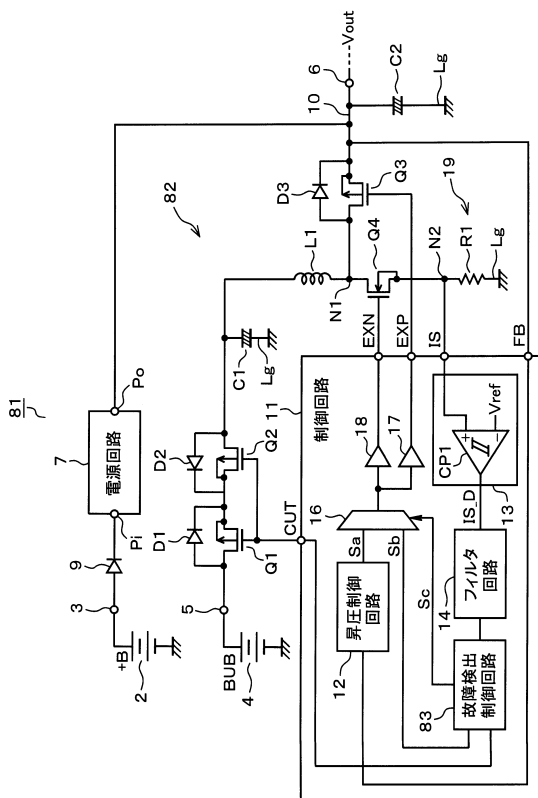 81
82
7
電源回路
Pi
Po
9
3
+B
2
D1
D2
Q1
Q2
5
BUB
4
CUT
C1
Lg
L1
N1
D3
Q3
Q4
10
6
Vout
C2
Lg
19
N2
R1
Lg
11
制御回路
EXN
EXP
IS
FB
18
17
16
Sa
Sb
Sc
昇圧制御
回路
12
CP1
+
-
Vref
13
IS_D
14
フィルタ
回路
故障検出
制御回路
83